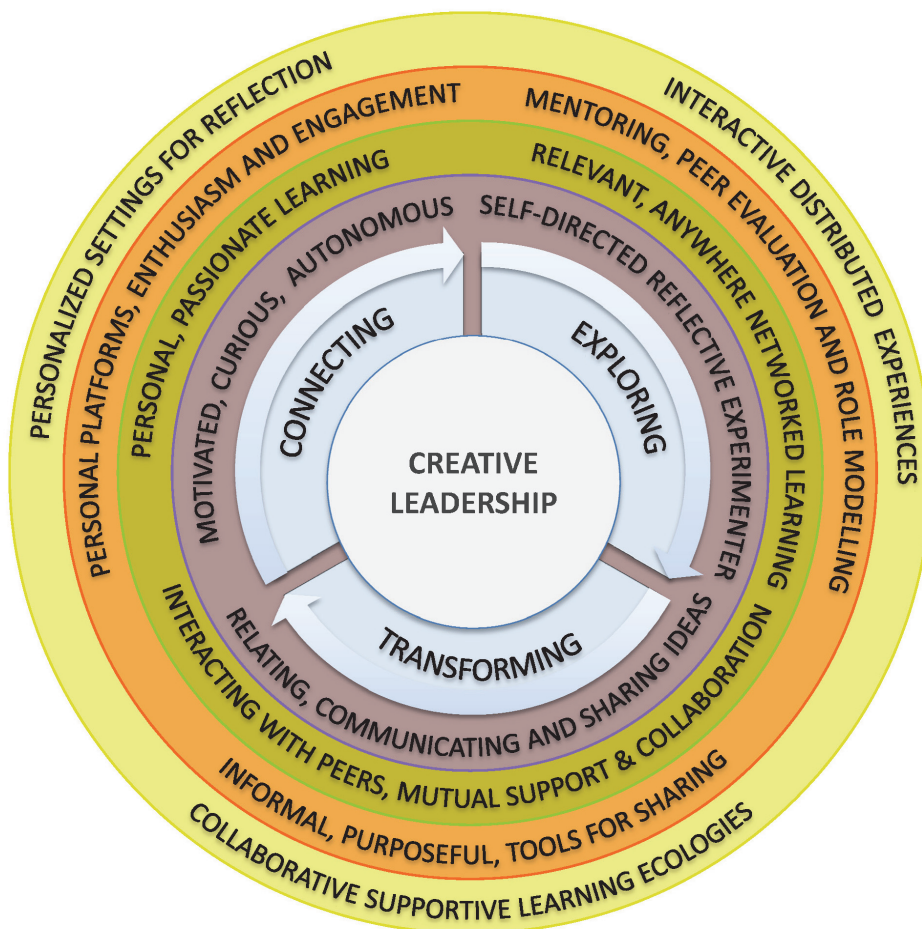 PERSONALIZED SETTINGS FOR REFLECTION
INTERACTIVE DISTRIBUTED EXPERIENCES
COLLABORATIVE SUPPORTIVE LEARNING ECOLOGIES
PERSONAL PLATFORMS, ENTHUSIASM AND ENGAGEMENT
MENTORING, PEER EVALUATION AND ROLE MODELLING
INFORMAL, PURPOSEFUL, TOOLS FOR SHARING
PERSONAL, PASSIONATE LEARNING
RELEVANT, ANYWHERE NETWORKED LEARNING
INTERACTING WITH PEERS, MUTUAL SUPPORT & COLLABORATION
MOTIVATED, CURIOUS, AUTONOMOUS
SELF-DIRECTED REFLECTIVE EXPERIMENTER
RELATING, COMMUNICATING AND SHARING IDEAS
CONNECTING
EXPLORING
TRANSFORMING
CREATIVE
LEADERSHIP